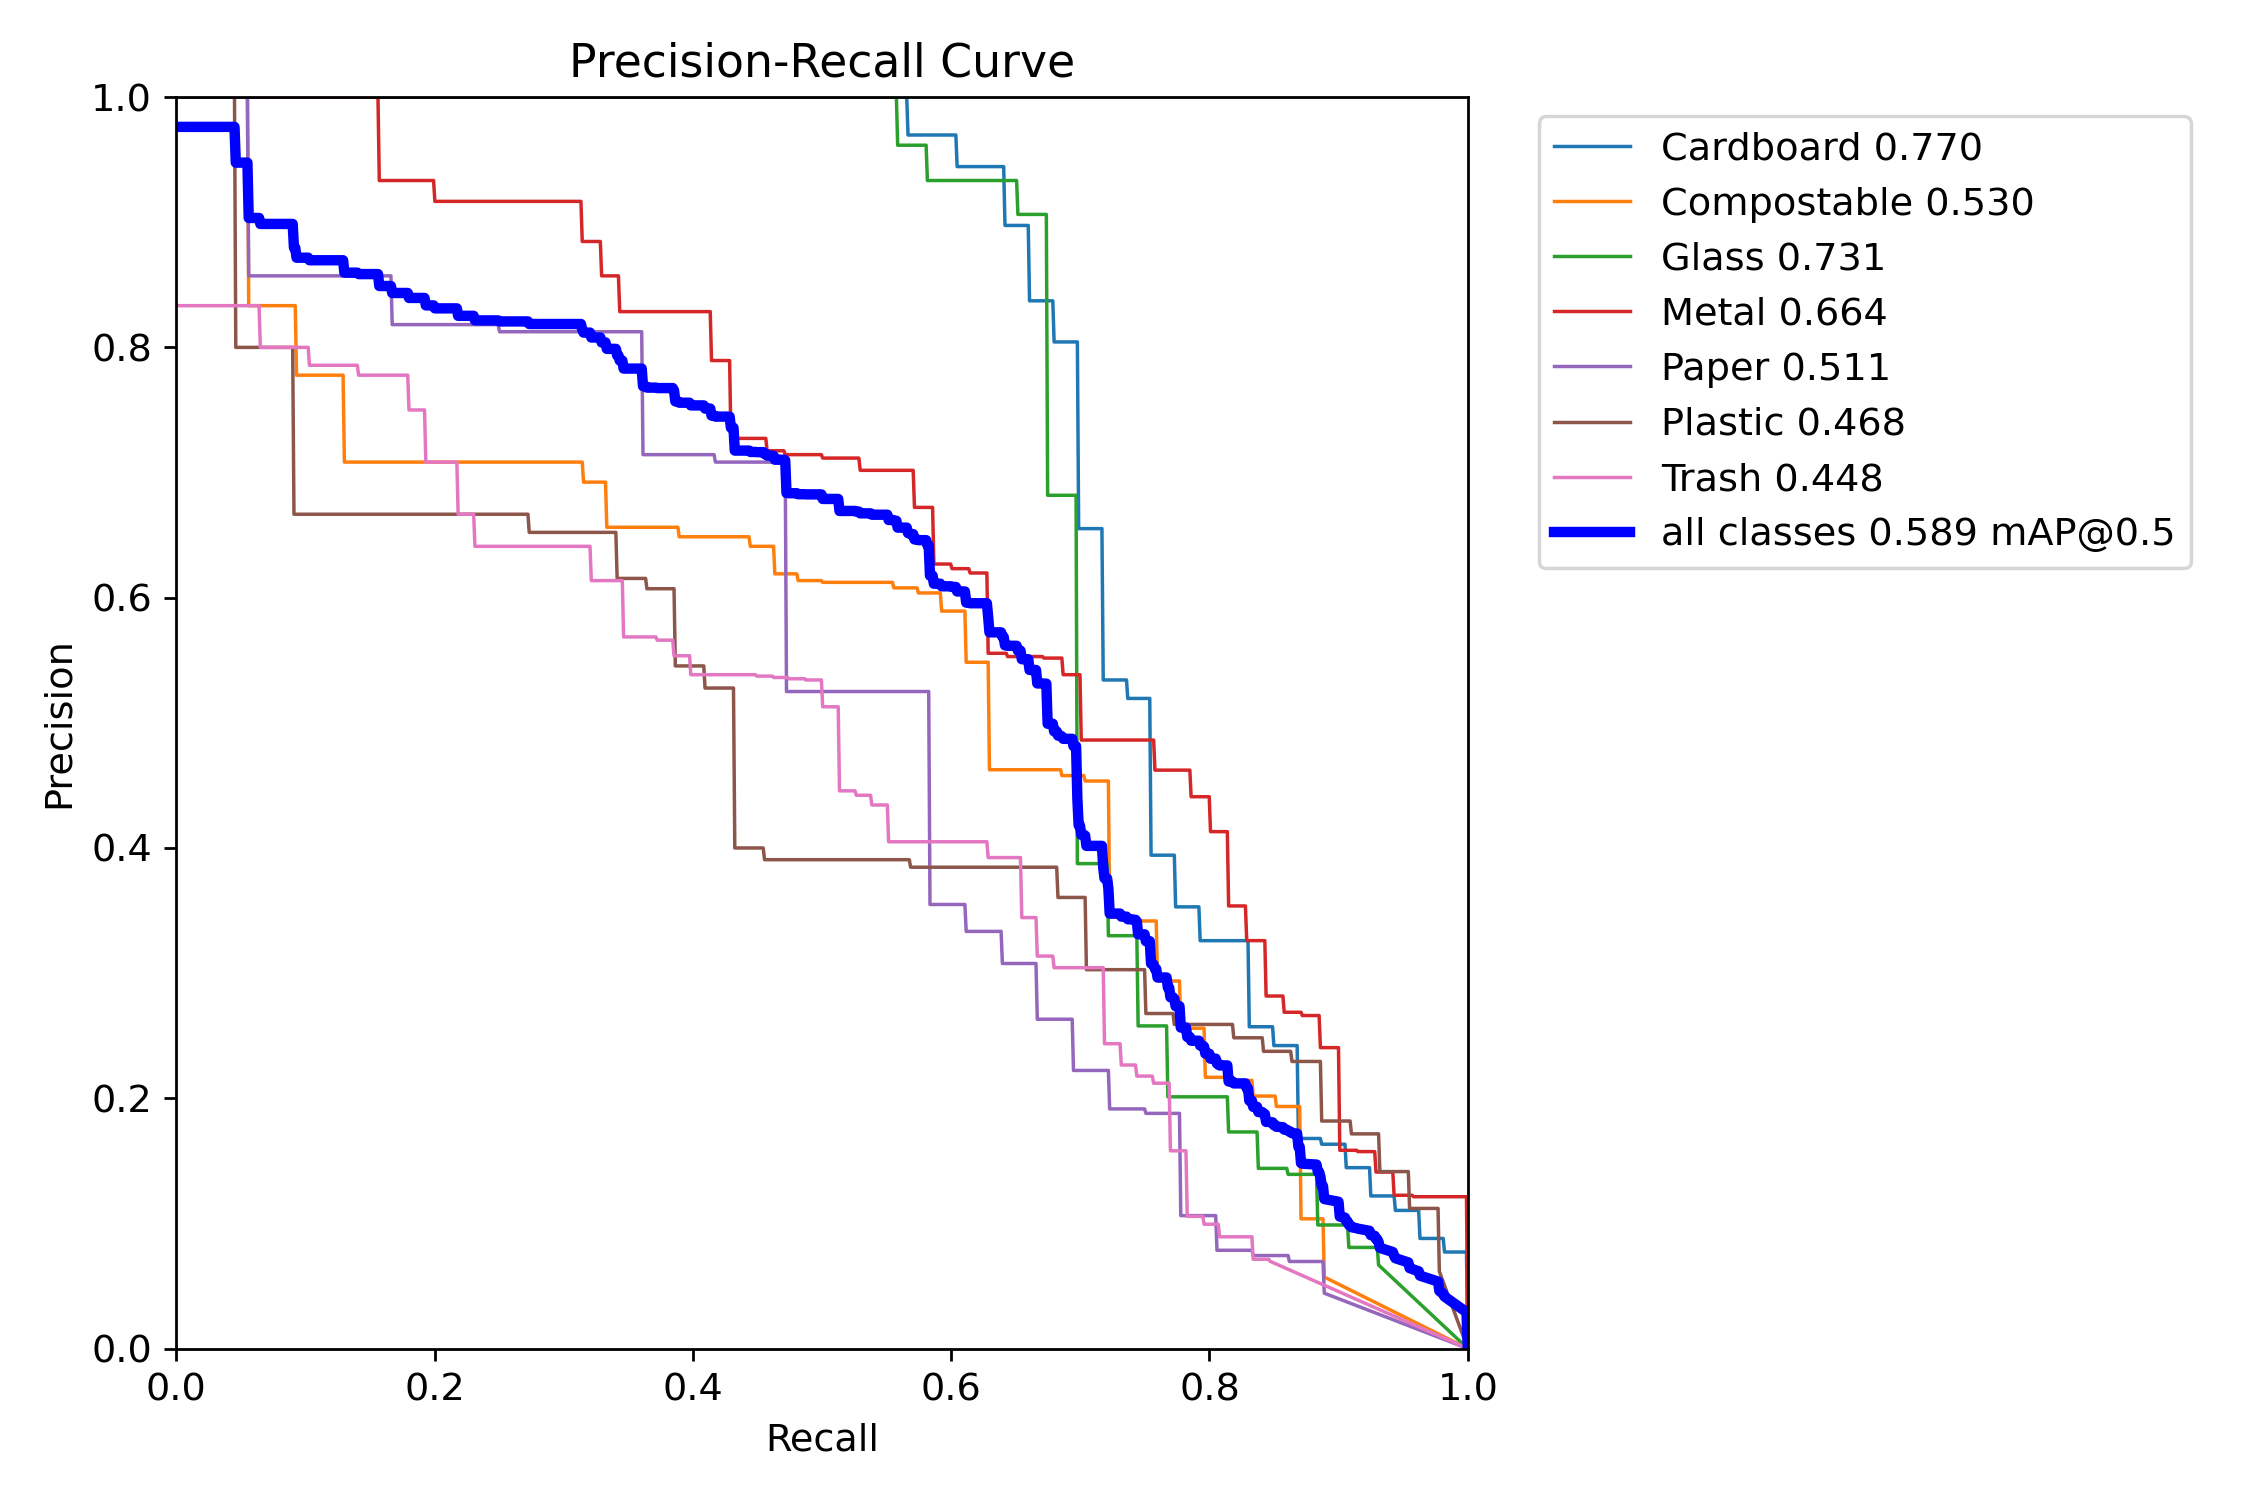 Precision-Recall Curve
1.0
0.8
0.6
0.4
0.2
0.0
Precision
0.0 0.2 0.4 0.6 0.8 1.0
Recall
Cardboard 0.770
Compostable 0.530
Glass 0.731
Metal 0.664
Paper 0.511
Plastic 0.468
Trash 0.448
all classes 0.589 mAP@0.5